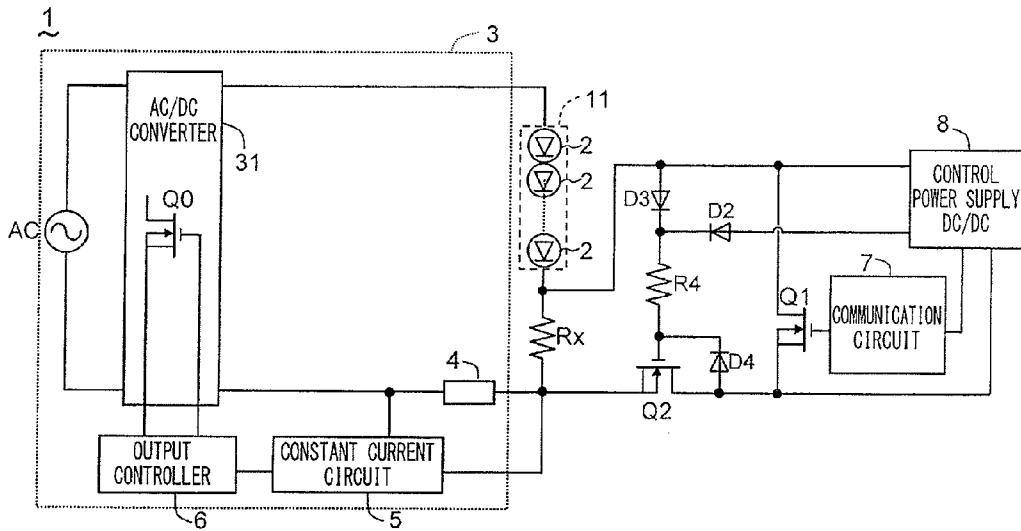 1
3
AC/DC
CONVERTER
31
Q0
AC
11
2
2
2
8
CONTROL
POWER SUPPLY
DC/DC
D3
D2
R4
7
Q1
COMMUNICATION
CIRCUIT
Rx
4
D4
Q2
OUTPUT
CONTROLLER
6
CONSTANT CURRENT
CIRCUIT
5